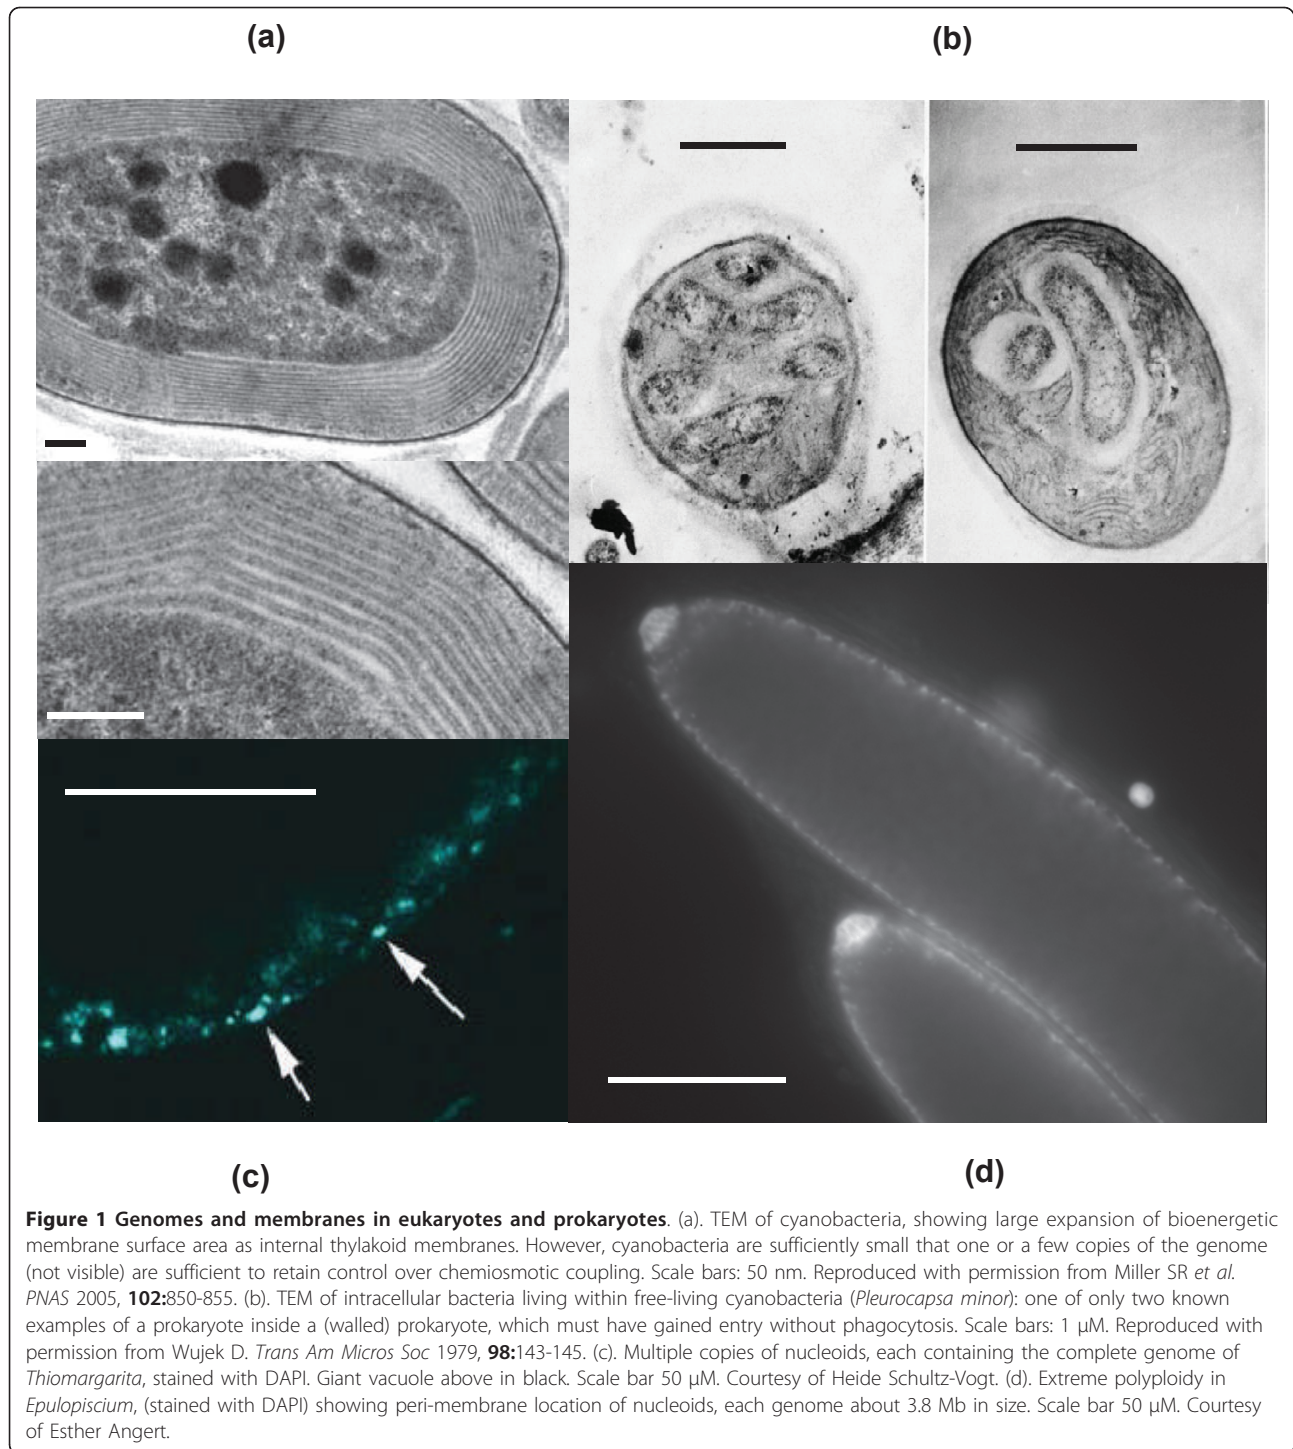 (a)
(b)
(c)
(d)
Figure 1 Genomes and membranes in eukaryotes and prokaryotes. (a). TEM of cyanobacteria, showing large expansion of bioenergetic
membrane surface area as internal thylakoid membranes. However, cyanobacteria are sufficiently small that one or a few copies of the genome
(not visible) are sufficient to retain control over chemiosmotic coupling. Scale bars: 50 nm. Reproduced with permission from Miller SR et al.
PNAS 2005, 102:850-855. (b). TEM of intracellular bacteria living within free-living cyanobacteria (Pleurocapsa minor): one of only two known
examples of a prokaryote inside a (walled) prokaryote, which must have gained entry without phagocytosis. Scale bars: 1 μM. Reproduced with
permission from Wujek D. Trans Am Micros Soc 1979, 98:143-145. (c). Multiple copies of nucleoids, each containing the complete genome of
Thiomargarita, stained with DAPI. Giant vacuole above in black. Scale bar 50 μM. Courtesy of Heide Schultz-Vogt. (d). Extreme polyploidy in
Epulopiscium, (stained with DAPI) showing peri-membrane location of nucleoids, each genome about 3.8 Mb in size. Scale bar 50 μM. Courtesy
of Esther Angert.